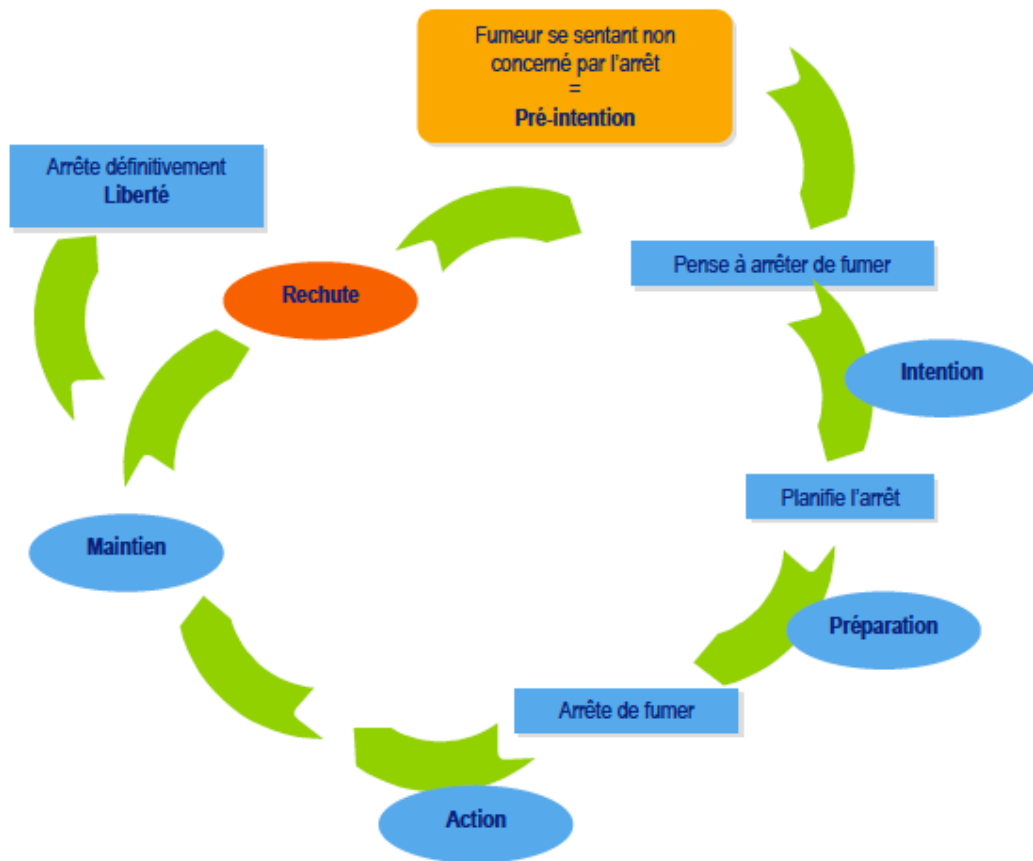 Fumeur se sentant non
concerné par l'arrêt
=
Pré-intention
Arrête définitivement
Liberté
Pense à arrêter de fumer
Rechute
Intention
Planifie l'arrêt
Maintien
Préparation
Arrête de fumer
Action